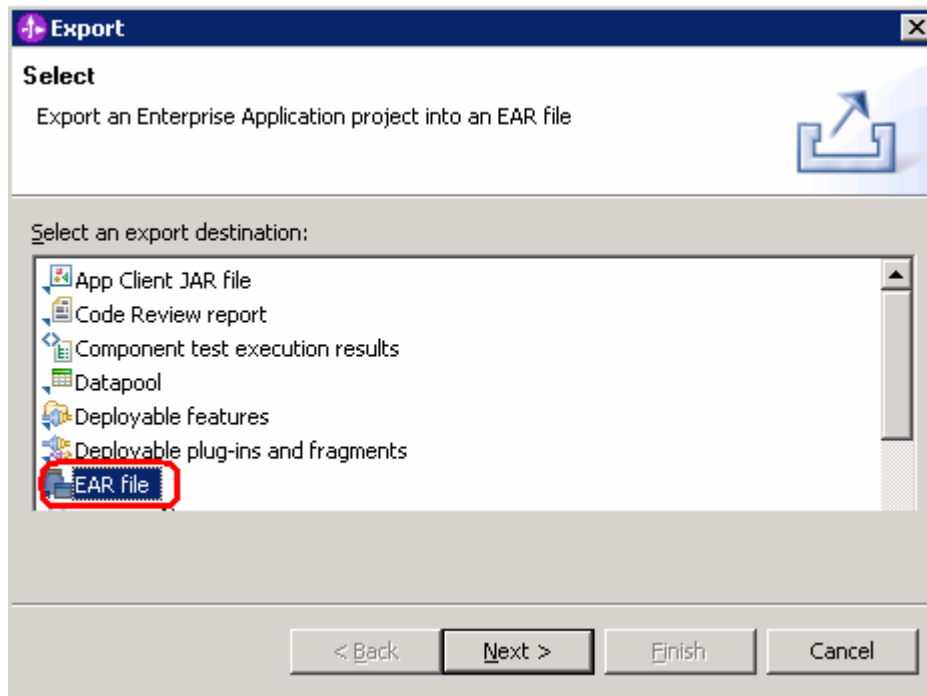 Export
Select
Export an Enterprise Application project into an EAR file
Select an export destination:
App Client JAR file
Code Review report
Component test execution results
Datapool
Deployable features
Deployable plug-ins and fragments
EAR file
< Back
Next >
Finish
Cancel